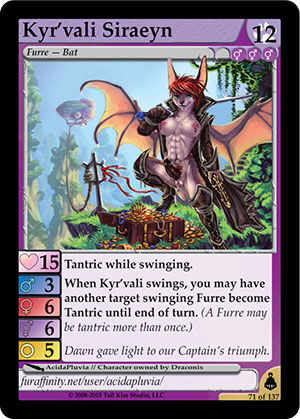 Kyr'vali Siraeyn
12
Furre — Bat
15
Tantric while swinging.
3
When Kyr'vali swings, you may have
another target swinging Furre become
6
Tantric until end of turn. (A Furre may
be tantric more than once.)
6
5
Dawn gave light to our Captain's triumph.
AcidaPluvia // Character owned by Draconis
furaffinity.net/user/acidapluvia/
71 of 137
© 2008-2015 Tail Kiss Studio, LLC